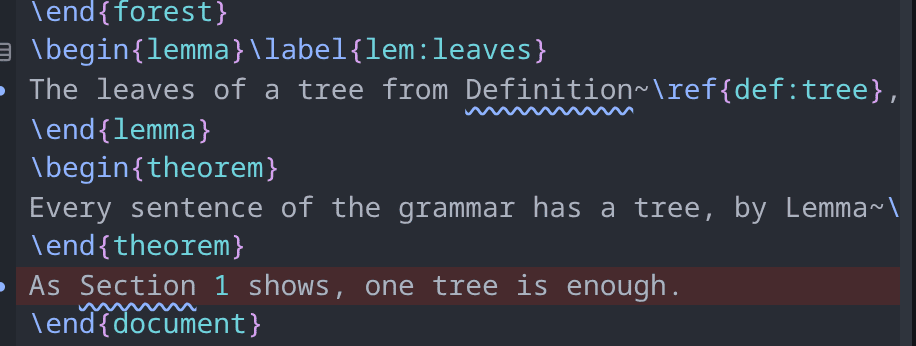 \end{forest}
\begin{lemma}\label{lem:leaves}
The leaves of a tree from Definition~\ref{def:tree},
\end{lemma}
\begin{theorem}
Every sentence of the grammar has a tree, by Lemma~\
\end{theorem}
As Section 1 shows, one tree is enough.
\end{document}